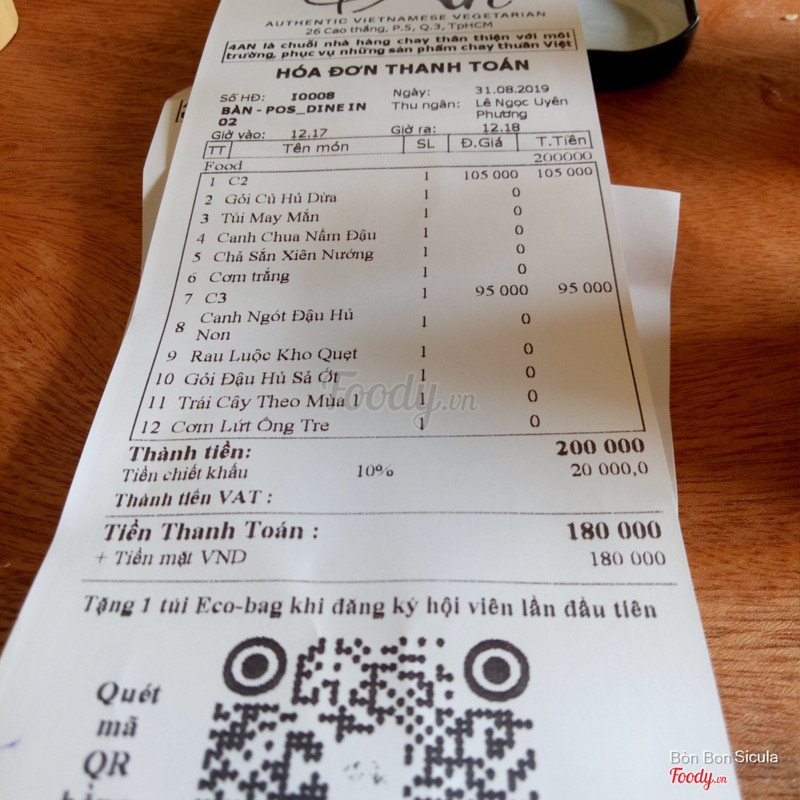 AUTHENTIC VIETNAMESE VEGETARIAN
26 Cao thắng, P.5, Q.3, TpHCM
4AN là chuỗi nhà hàng chay thân thiện với môi
trường, phục vụ những sản phẩm chay thuần Việt
HÓA ĐƠN THANH TOÁN
Số HĐ: I0008 Ngày: 31.08.2019
BÀN - POS_DINE IN 02 Thu ngân: Lê Ngọc Uyên Phương
Giờ vào: 12.17 Giờ ra: 12.18
TT Tên món SL Đ.Giá T.Tiền
Food 200000
1 C2 1 105 000 105 000
2 Gỏi Củ Hủ Dừa 1 0
3 Túi May Mắn 1 0
4 Canh Chua Nấm Đậu 1 0
5 Chả Sắn Xiên Nướng 1 0
6 Cơm trắng 1 0
7 C3 1 95 000 95 000
8 Canh Ngót Đậu Hủ Non 1 0
9 Rau Luộc Kho Quẹt 1 0
10 Gỏi Đậu Hủ Sả Ớt 1 0
11 Trái Cây Theo Mùa 1 1 0
12 Cơm Lứt Ống Tre 1 0
Foody.vn
Thành tiền: 200 000
Tiền chiết khấu 10% 20 000,0
Thành tiền VAT :
Tiền Thanh Toán : 180 000
+ Tiền mặt VND 180 000
Tặng 1 túi Eco-bag khi đăng ký hội viên lần đầu tiên
Quét
mã
QR
Bòn Bon Sicula
Foody.vn